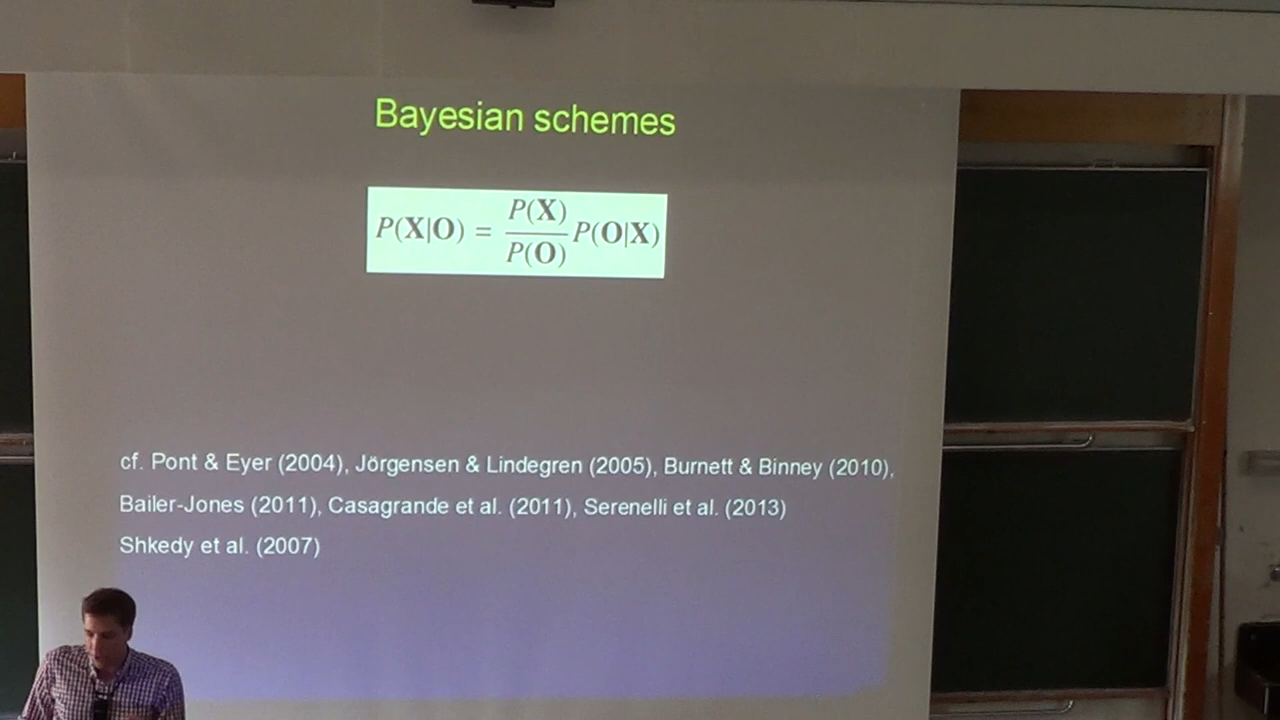 Bayesian schemes
P(X|O) = P(X)/P(O) P(O|X)
cf. Pont & Eyer (2004), Jörgensen & Lindegren (2005), Burnett & Binney (2010),
Bailer-Jones (2011), Casagrande et al. (2011), Serenelli et al. (2013)
Shkedy et al. (2007)